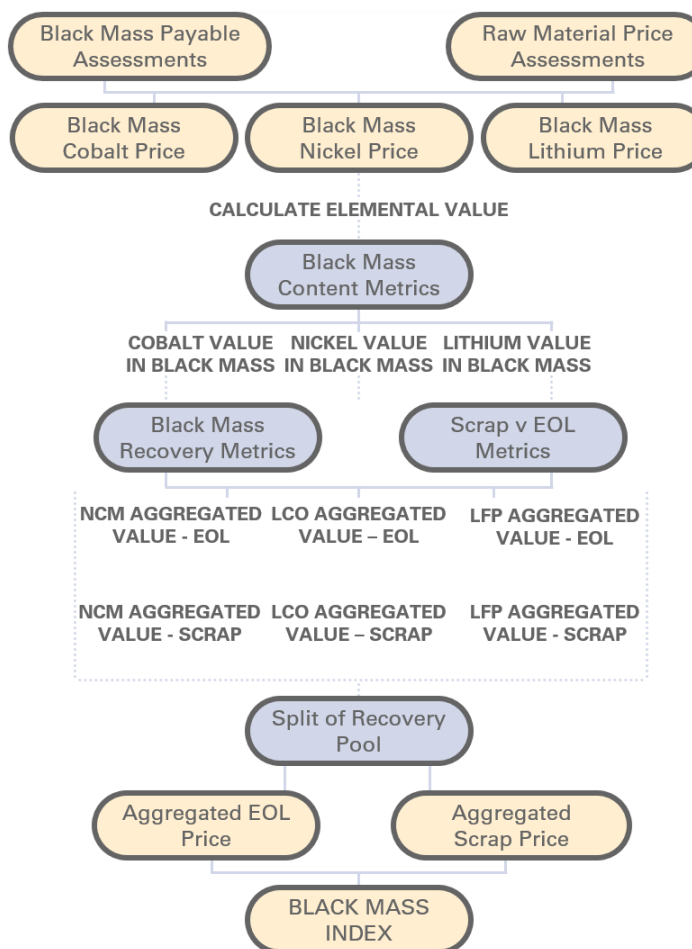 Black Mass Payable
Assessments
Raw Material Price
Assessments
Black Mass
Cobalt Price
Black Mass
Nickel Price
Black Mass
Lithium Price
CALCULATE ELEMENTAL VALUE
Black Mass
Content Metrics
COBALT VALUE
IN BLACK MASS
NICKEL VALUE
IN BLACK MASS
LITHIUM VALUE
IN BLACK MASS
Black Mass
Recovery Metrics
Scrap v EOL
Metrics
NCM AGGREGATED
VALUE - EOL
LCO AGGREGATED
VALUE – EOL
LFP AGGREGATED
VALUE - EOL
NCM AGGREGATED
VALUE - SCRAP
LCO AGGREGATED
VALUE – SCRAP
LFP AGGREGATED
VALUE - SCRAP
Split of Recovery
Pool
Aggregated EOL
Price
Aggregated
Scrap Price
BLACK MASS
INDEX